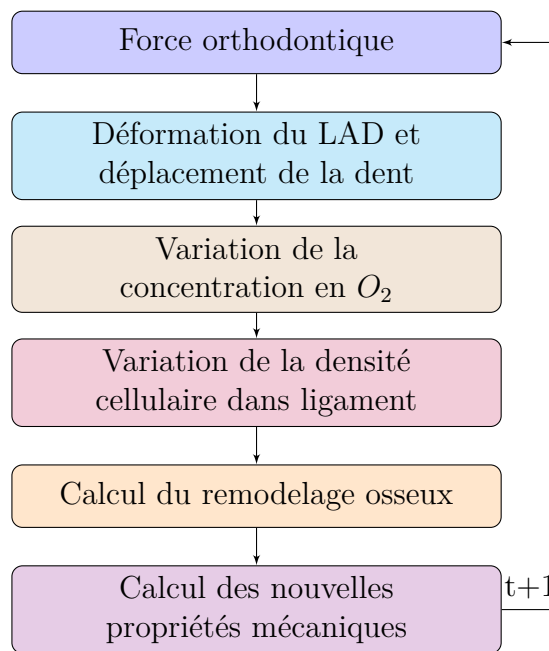 Force orthodontique
Déformation du LAD et
déplacement de la dent
Variation de la
concentration en O₂
Variation de la densité
cellulaire dans ligament
Calcul du remodelage osseux
Calcul des nouvelles
propriétés mécaniques
t+1